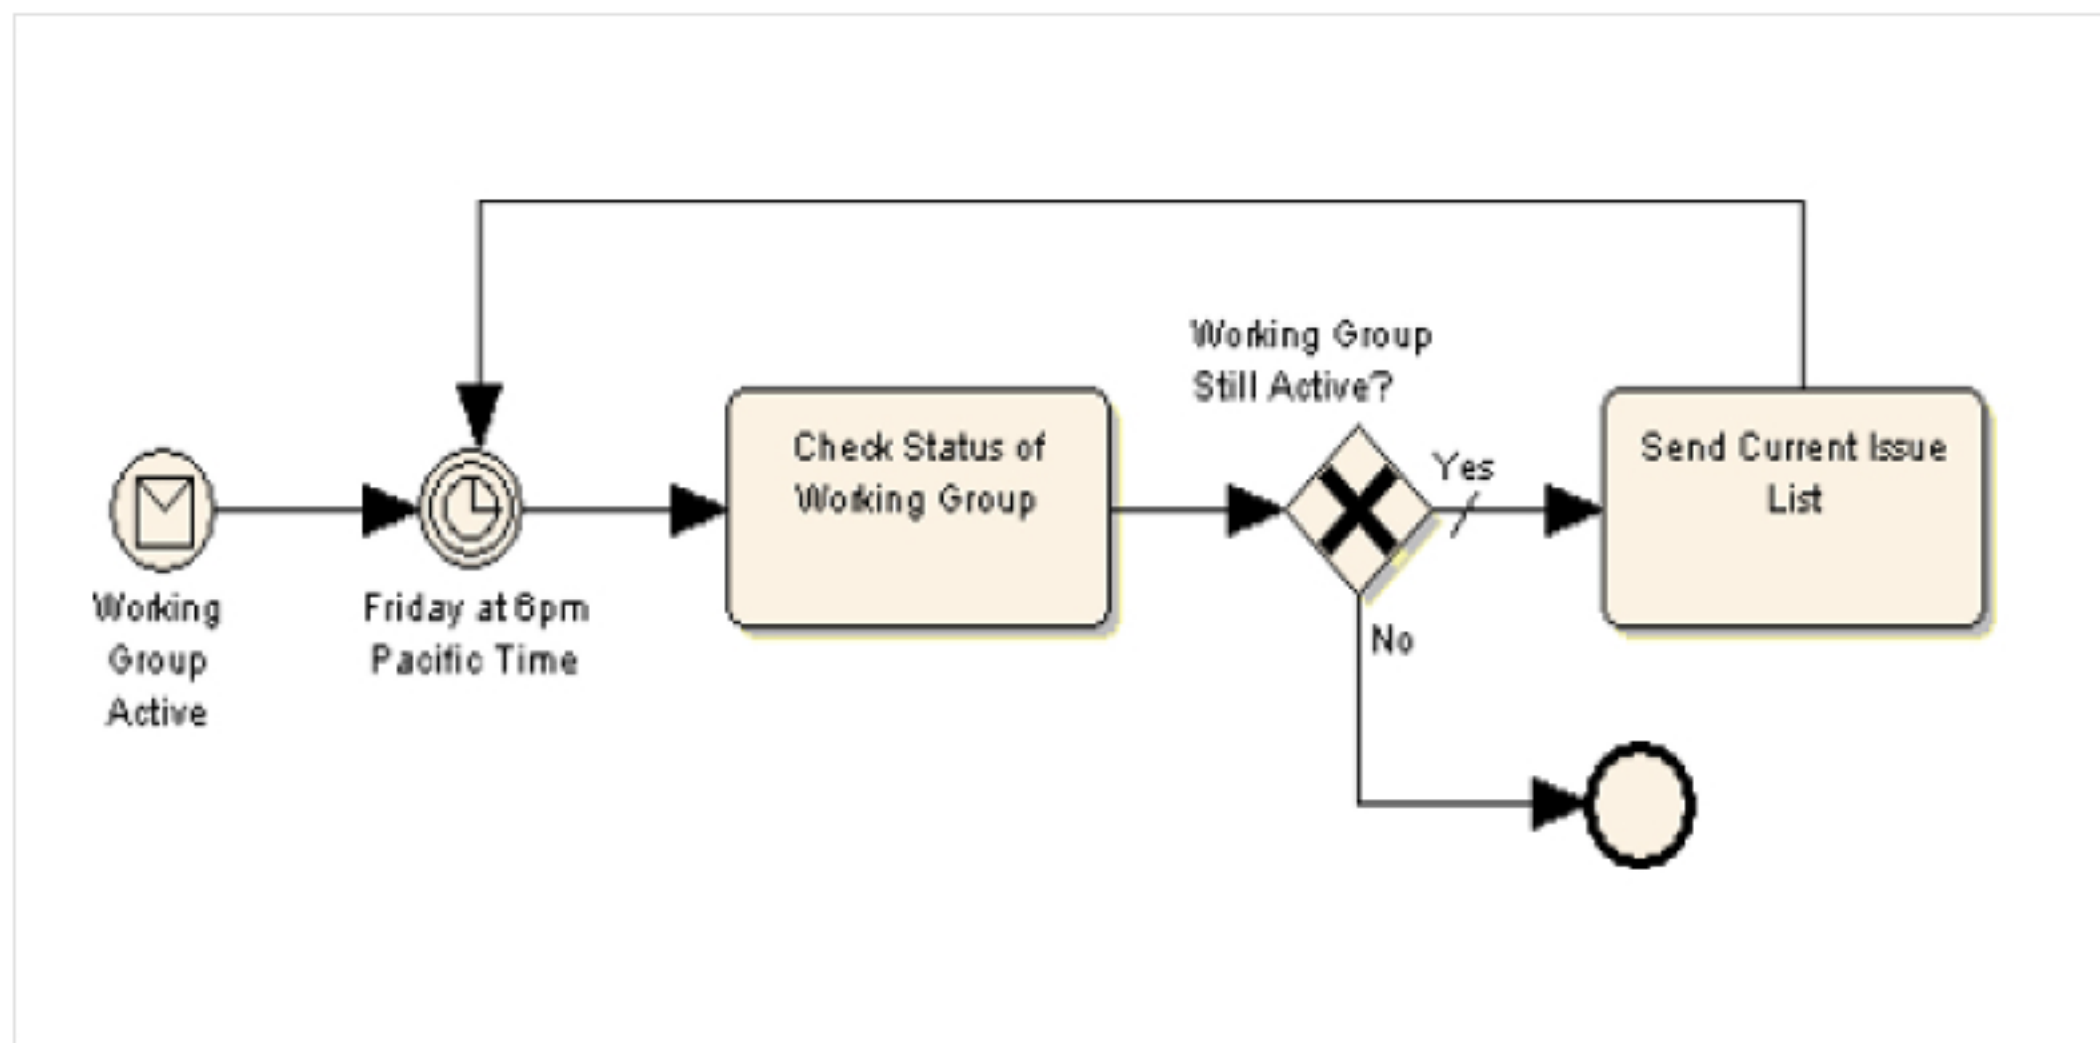 Working
Group
Active
Friday at 6pm
Pacific Time
Check Status of
Working Group
Working Group
Still Active?
Yes
No
Send Current Issue
List